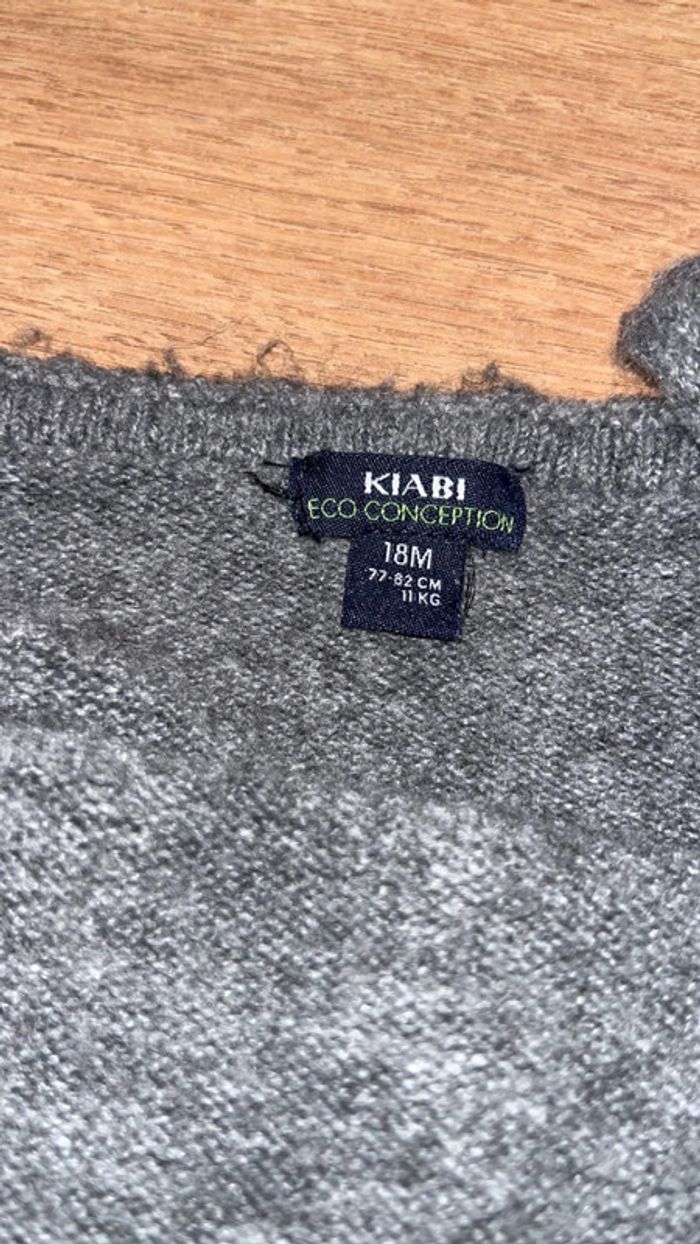 KIABI
ECO CONCEPTION
18M
77-82 CM
11 KG